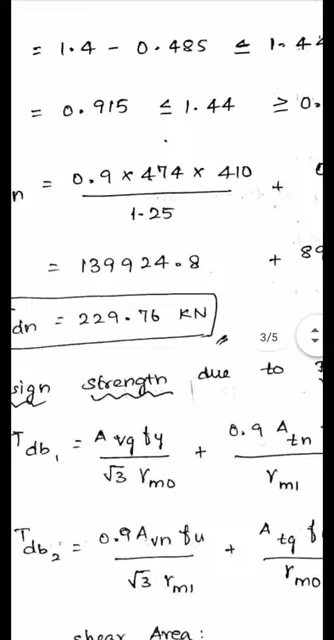 = 1.4 - 0.485 ≤ 1.44
= 0.915 ≤ 1.44 ≥ 0.
n = 0.9 × 474 × 410 / 1.25 +
= 139924.8 + 89
dn = 229.76 KN
3/5
sign strength due to
Tdb1 = Avg fy / √3 γm0 + 0.9 Atn / γm1
Tdb2 = 0.9 Avn fu / √3 γm1 + Atg f / γm0
shear Area: